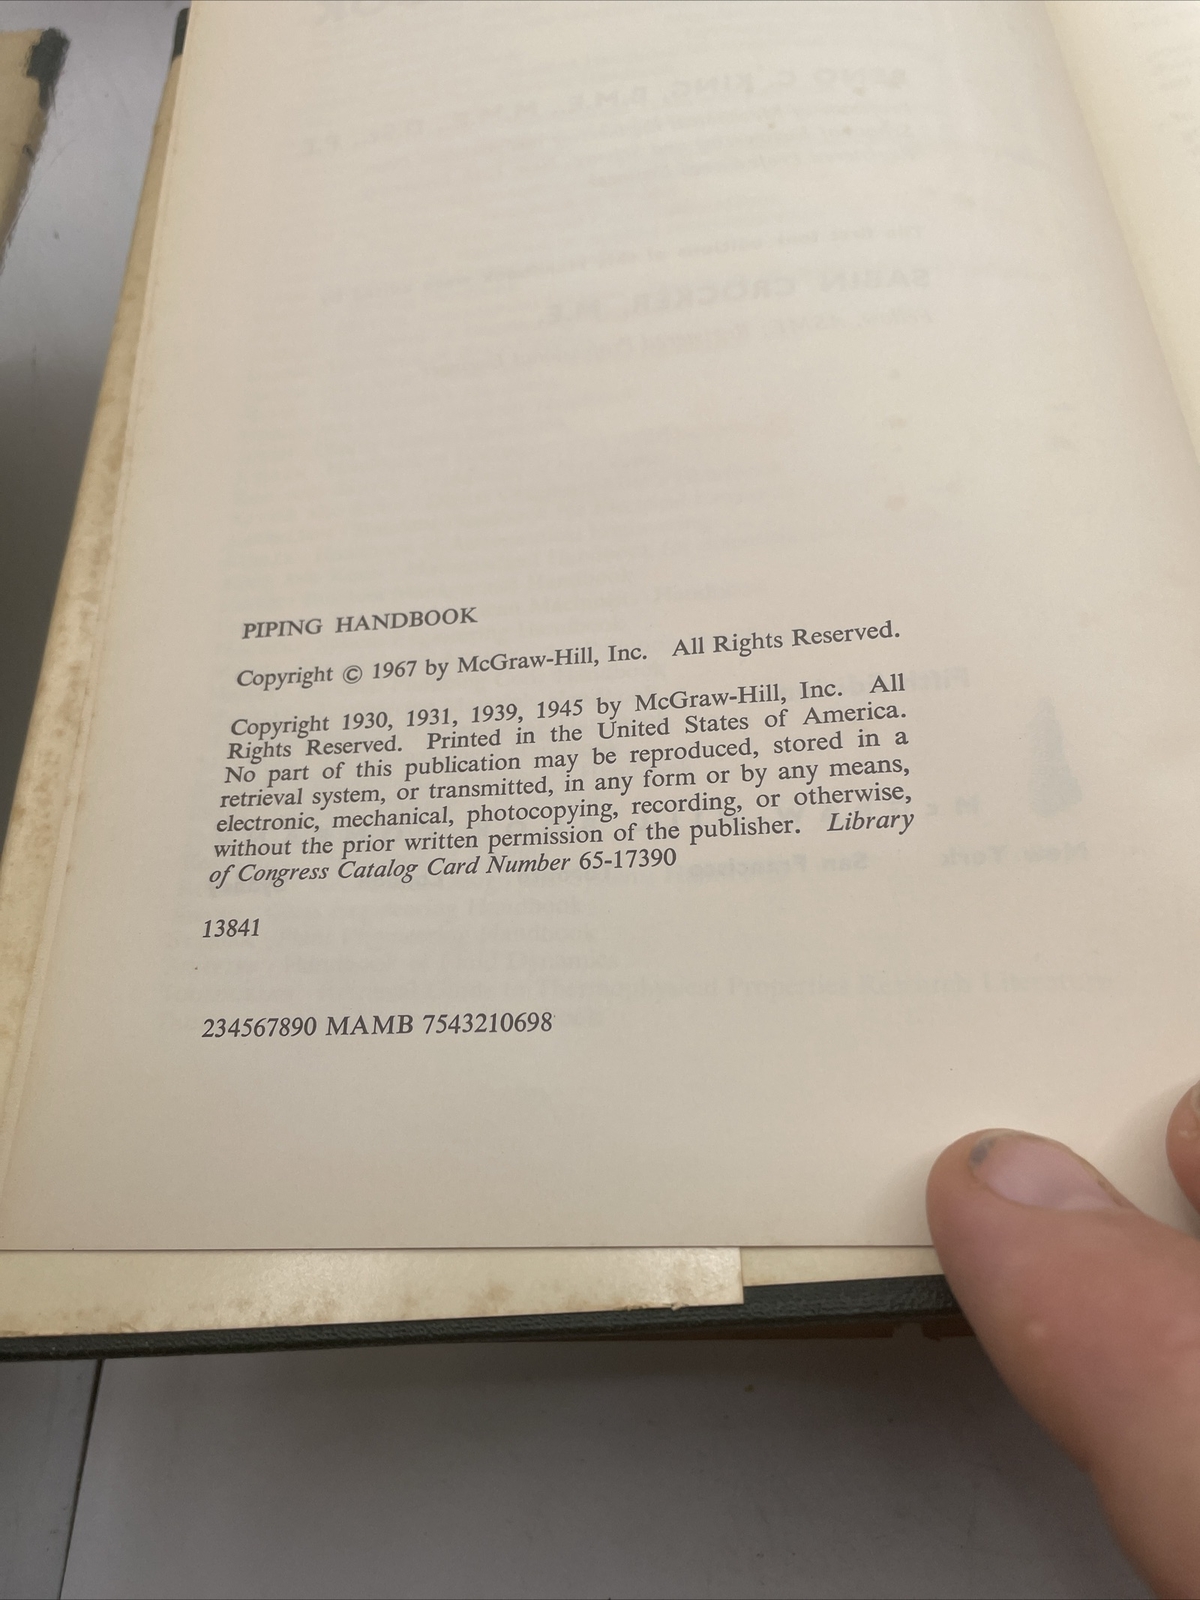 PIPING HANDBOOK
Copyright © 1967 by McGraw-Hill, Inc. All Rights Reserved.
Copyright 1930, 1931, 1939, 1945 by McGraw-Hill, Inc. All
Rights Reserved. Printed in the United States of America.
No part of this publication may be reproduced, stored in a
retrieval system, or transmitted, in any form or by any means,
electronic, mechanical, photocopying, recording, or otherwise,
without the prior written permission of the publisher. Library
of Congress Catalog Card Number 65-17390
13841
234567890 MAMB 7543210698